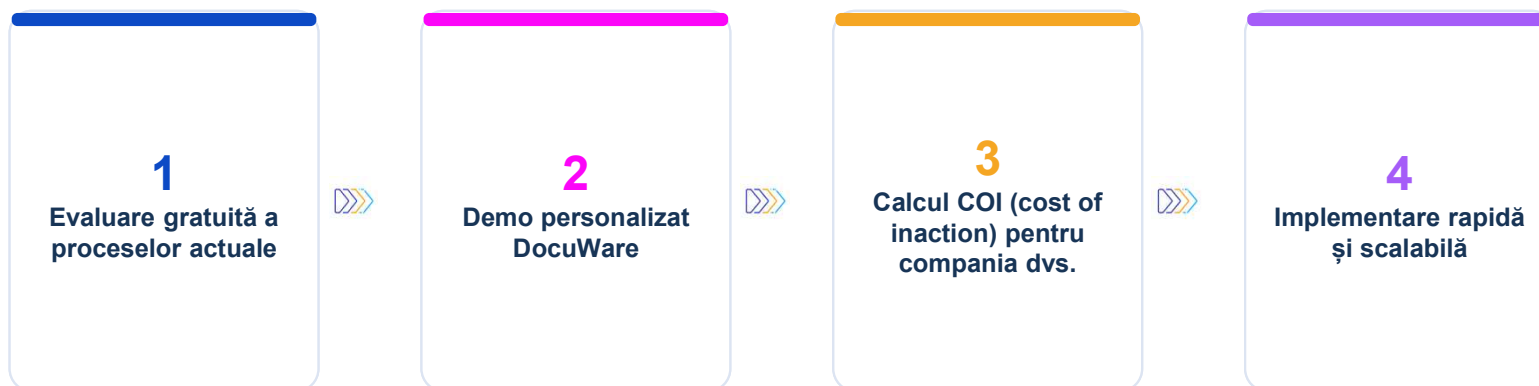 1
Evaluare gratuită a
proceselor actuale
2
Demo personalizat
DocuWare
3
Calcul COI (cost of
inaction) pentru
compania dvs.
4
Implementare rapidă
și scalabilă